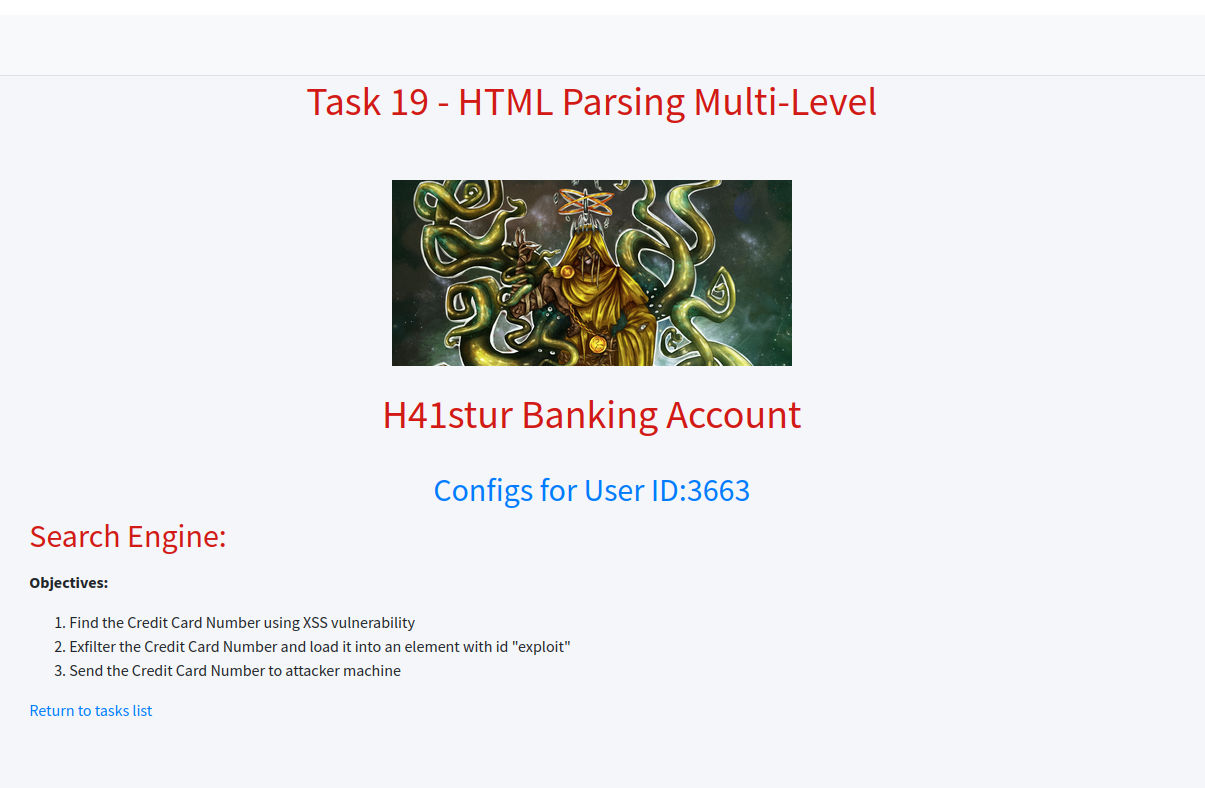 Task 19 - HTML Parsing Multi-Level
H41stur Banking Account
Configs for User ID:3663
Search Engine:
Objectives:
1. Find the Credit Card Number using XSS vulnerability
2. Exfilter the Credit Card Number and load it into an element with id "exploit"
3. Send the Credit Card Number to attacker machine
Return to tasks list